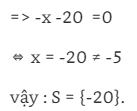 => -x -20 =0
⇔ x = -20 ≠ -5
vậy : S = {-20}.